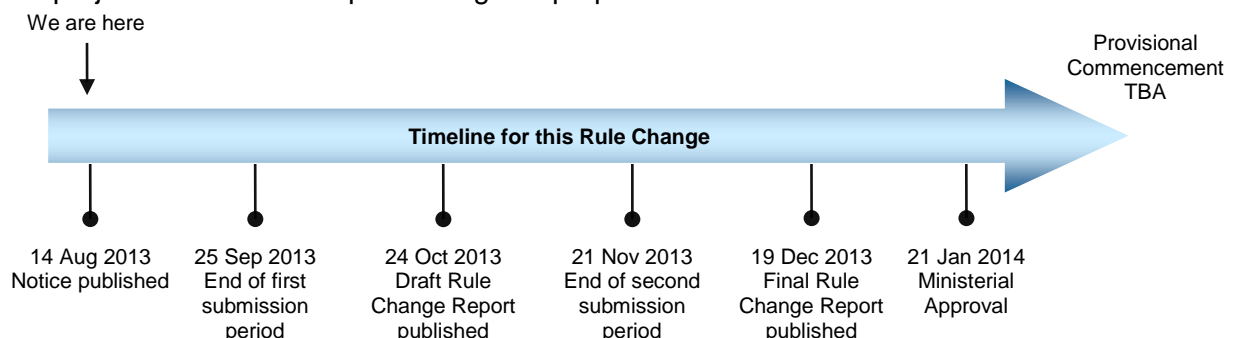 We are here
Provisional
Commencement
TBA
Timeline for this Rule Change
14 Aug 2013
Notice published
25 Sep 2013
End of first
submission
period
24 Oct 2013
Draft Rule
Change Report
published
21 Nov 2013
End of second
submission
period
19 Dec 2013
Final Rule
Change Report
published
21 Jan 2014
Ministerial
Approval